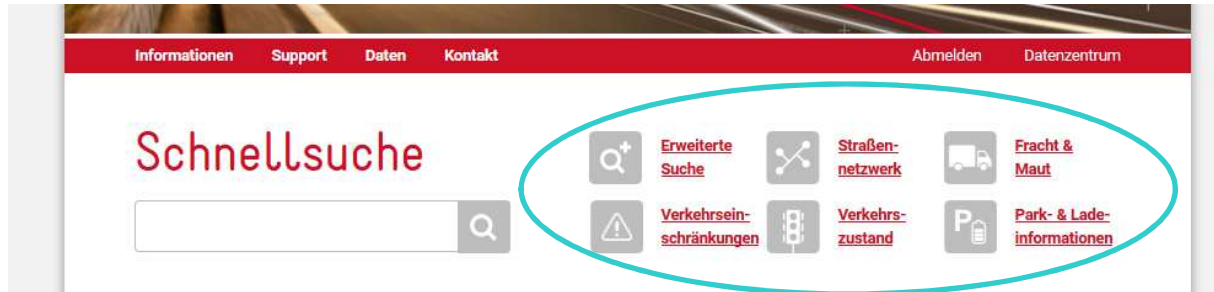 Informationen Support Daten Kontakt Abmelden Datenzentrum
Schnellsuche
Erweiterte
Suche
Straßen-
netzwerk
Fracht &
Maut
Verkehrsein-
schränkungen
Verkehrs-
zustand
P
Park- & Lade-
informationen